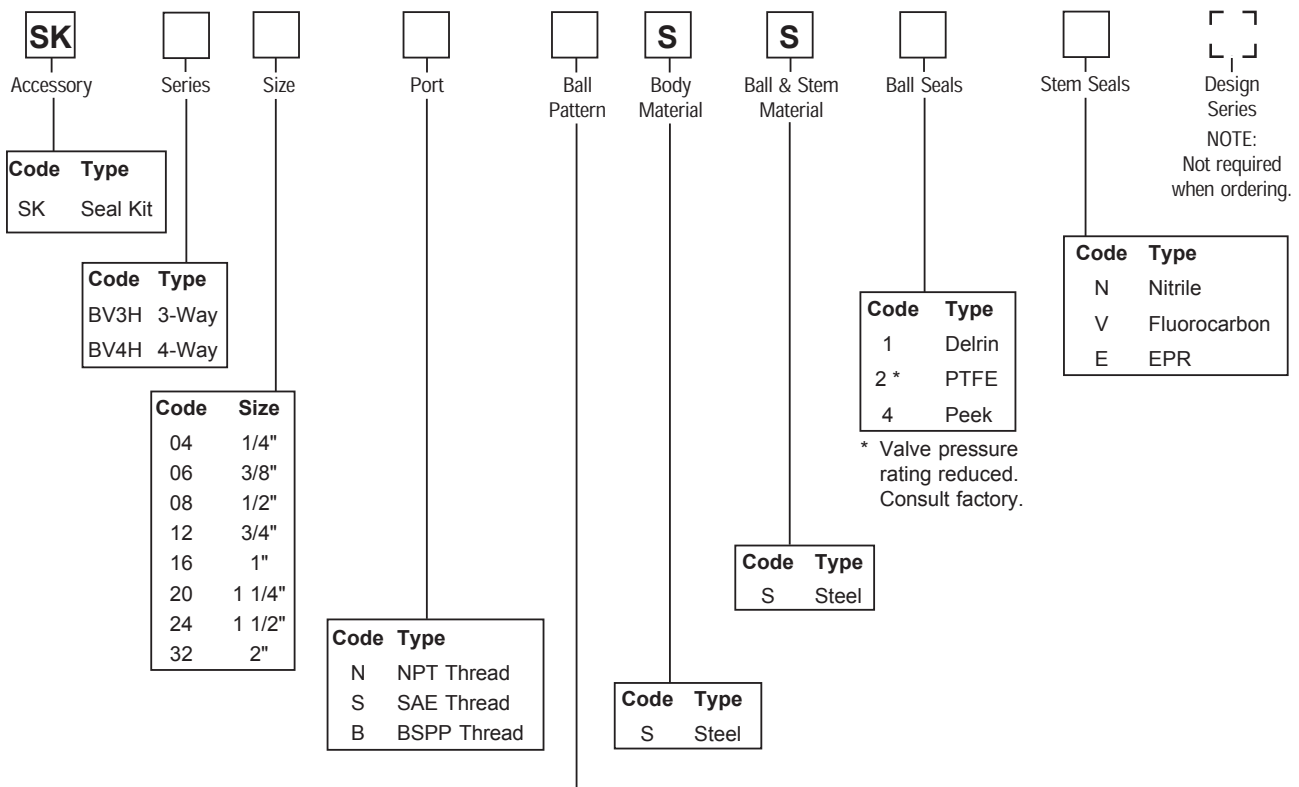 SK S S
Accessory Series Size Port Ball Pattern Body Material Ball & Stem Material Ball Seals Stem Seals Design Series
NOTE:
Not required
when ordering.
Code Type
SK Seal Kit
Code Type
BV3H 3-Way
BV4H 4-Way
Code Size
04 1/4"
06 3/8"
08 1/2"
12 3/4"
16 1"
20 1 1/4"
24 1 1/2"
32 2"
Code Type
N NPT Thread
S SAE Thread
B BSPP Thread
Code Type
S Steel
Code Type
S Steel
Code Type
1 Delrin
2 * PTFE
4 Peek
* Valve pressure
rating reduced.
Consult factory.
Code Type
N Nitrile
V Fluorocarbon
E EPR